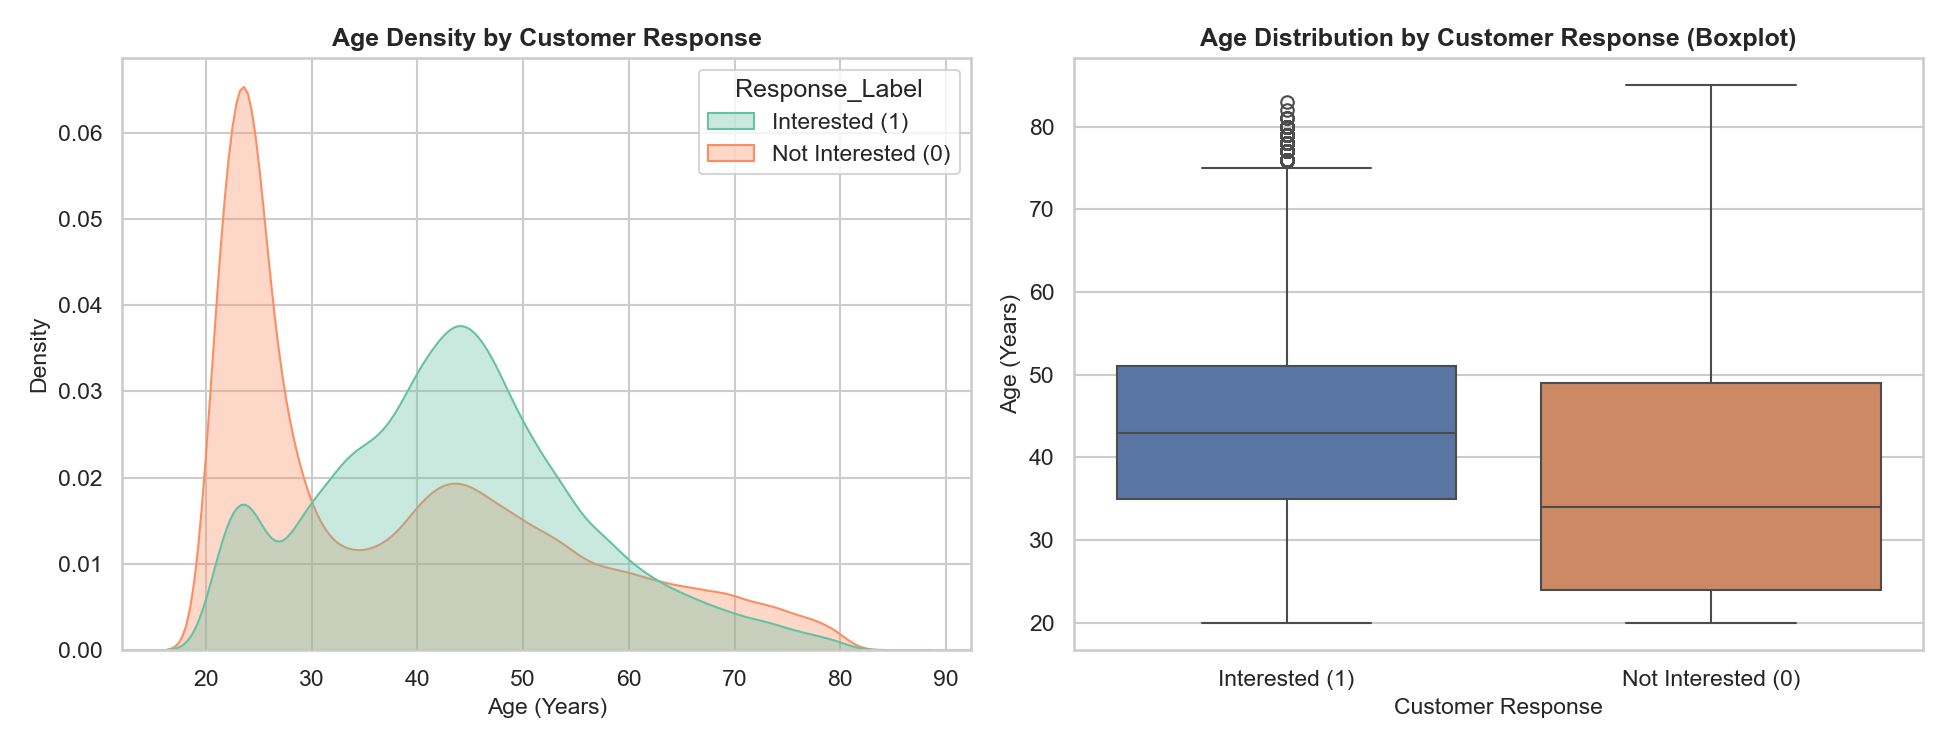 Age Density by Customer Response
Response_Label
Interested (1)
Not Interested (0)
Density
0.06
0.05
0.04
0.03
0.02
0.01
0.00
20 30 40 50 60 70 80 90
Age (Years)
Age Distribution by Customer Response (Boxplot)
Age (Years)
80
70
60
50
40
30
20
Interested (1) Not Interested (0)
Customer Response